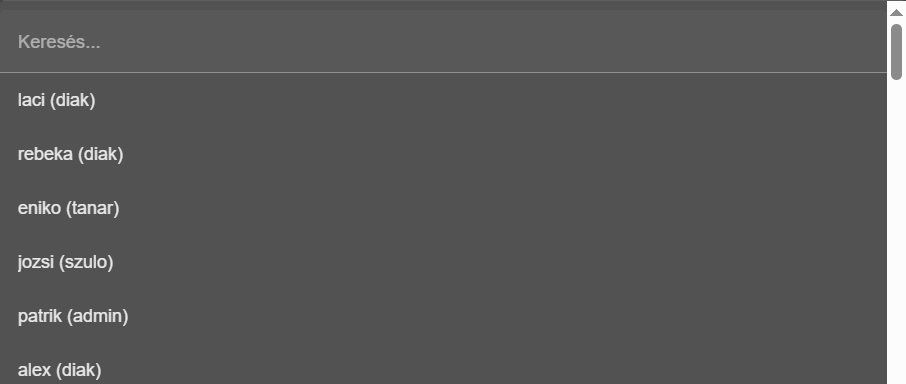 Keresés...
laci (diak)
rebeka (diak)
eniko (tanar)
jozsi (szulo)
patrik (admin)
alex (diak)